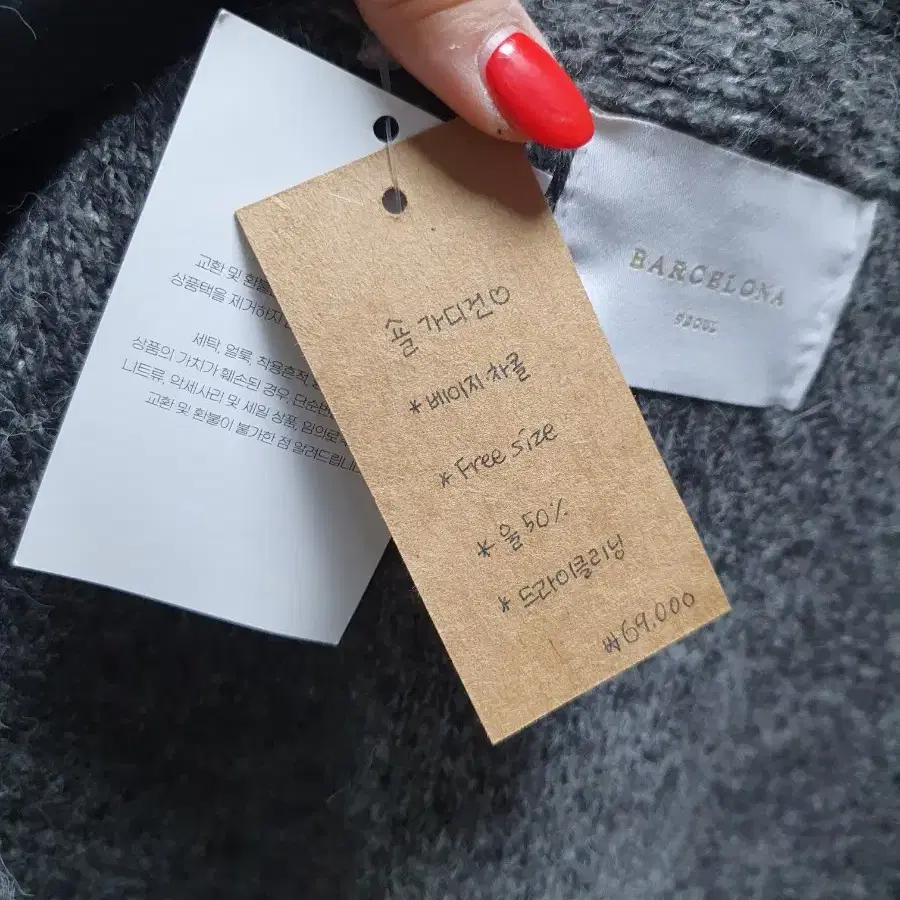 교환 및 환불
상품택을 제거하지
세탁, 얼룩, 착용흔적,
상품의 가치가 훼손된 경우, 단순변
니트류, 악세사리 및 세일 상품, 임의로
교환 및 환불이 불가한 점 알려드립니다
숄 가디건♡
* 베이지 차콜
* Free size
* 울 50%
* 드라이클리닝
₩69.000
BARCELONA
SEOUL